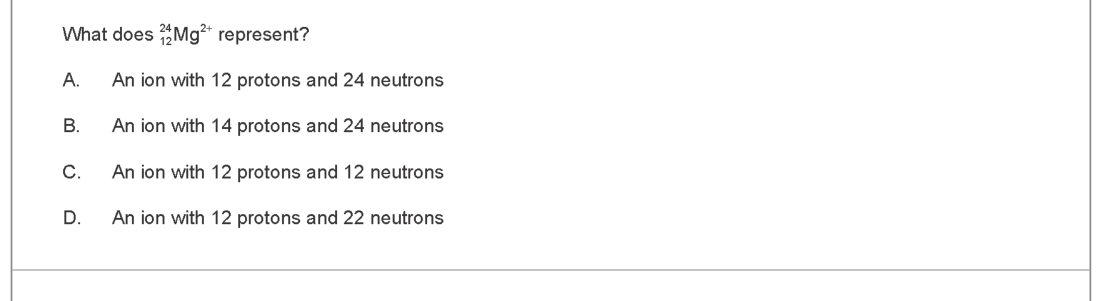 What does ²⁴₁₂Mg²⁺ represent?
A. An ion with 12 protons and 24 neutrons
B. An ion with 14 protons and 24 neutrons
C. An ion with 12 protons and 12 neutrons
D. An ion with 12 protons and 22 neutrons